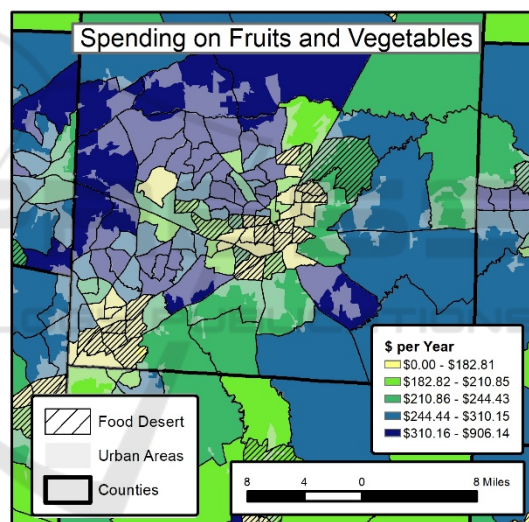 Spending on Fruits and Vegetables
$ per Year
$0.00 - $182.81
$182.82 - $210.85
$210.86 - $244.43
$244.44 - $310.15
$310.16 - $906.14
Food Desert
Urban Areas
Counties
8 4 0 8 Miles